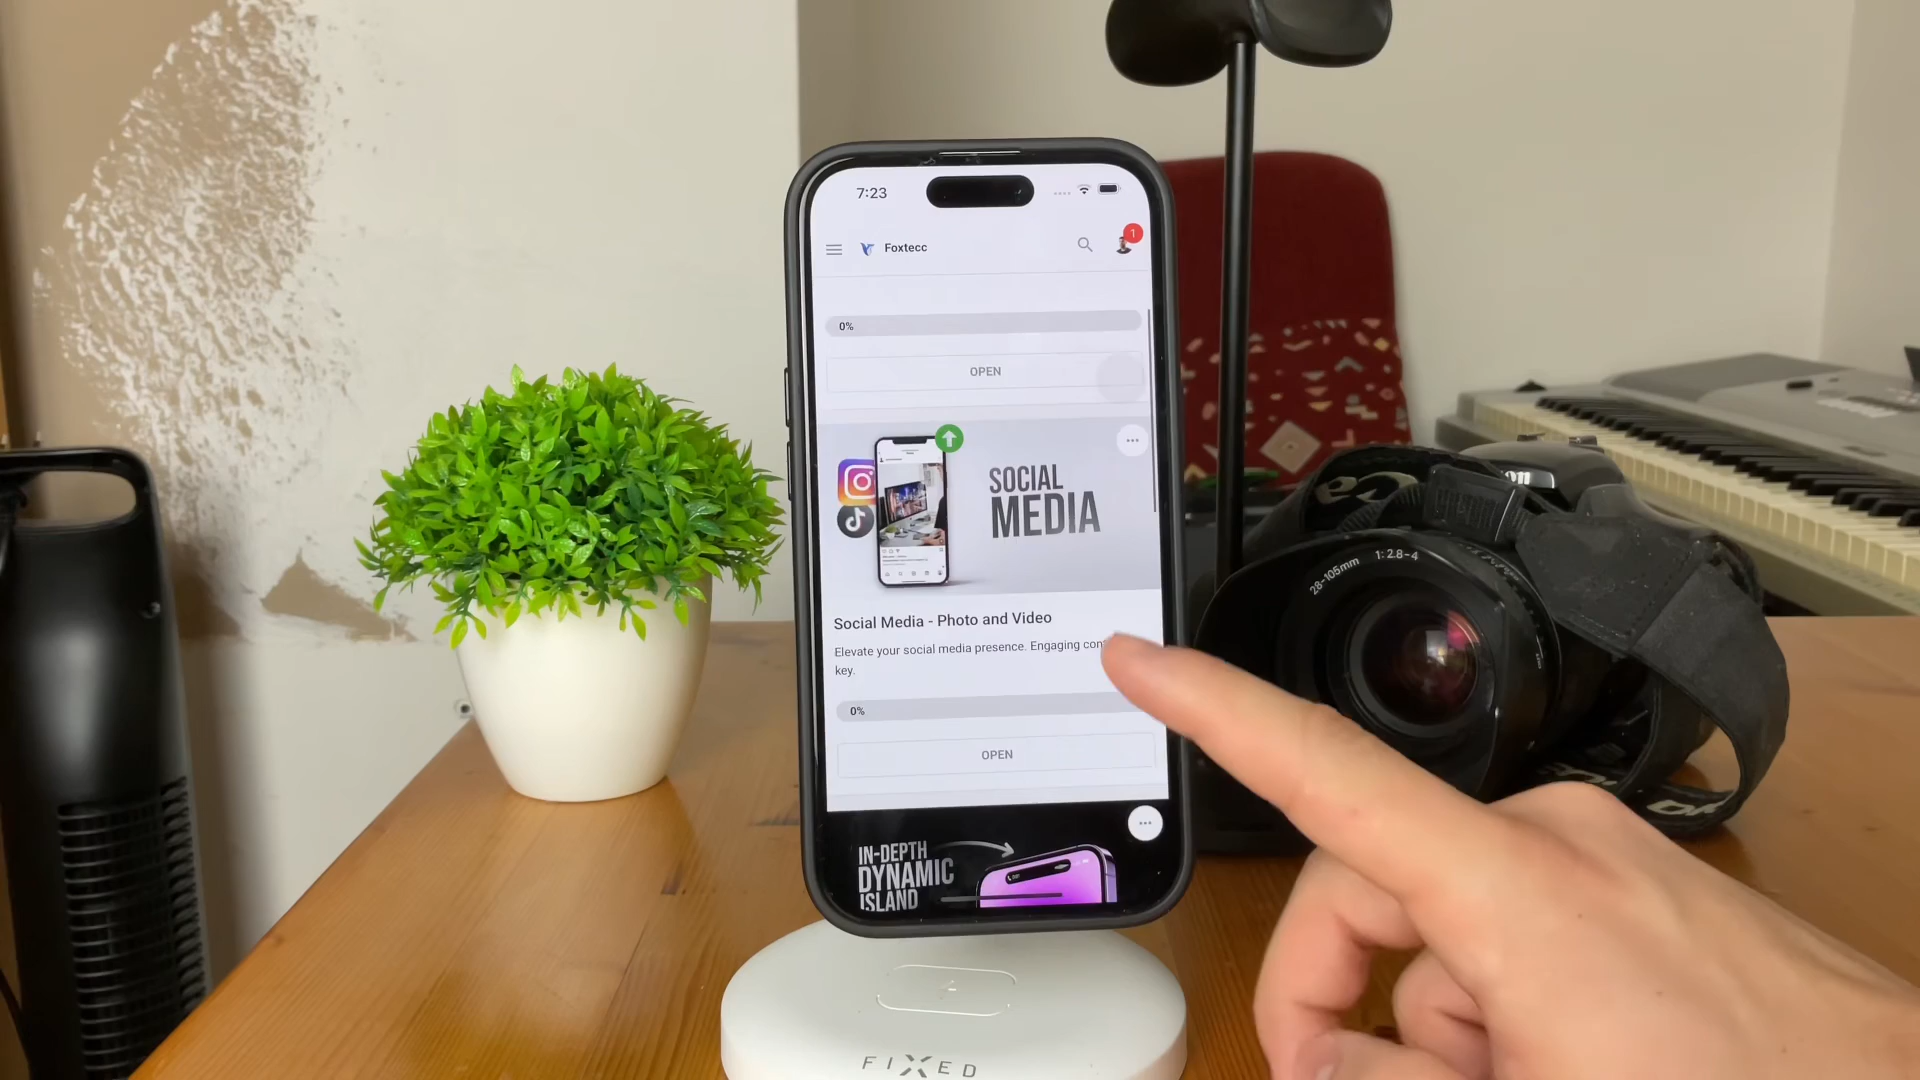 7:23
1
Foxtecc
0%
OPEN
SOCIAL
MEDIA
Social Media - Photo and Video
Elevate your social media presence. Engaging
key.
0%
OPEN
IN-DEPTH
DYNAMIC
ISLAND
28-105mm 1:2.8-4
FIXED